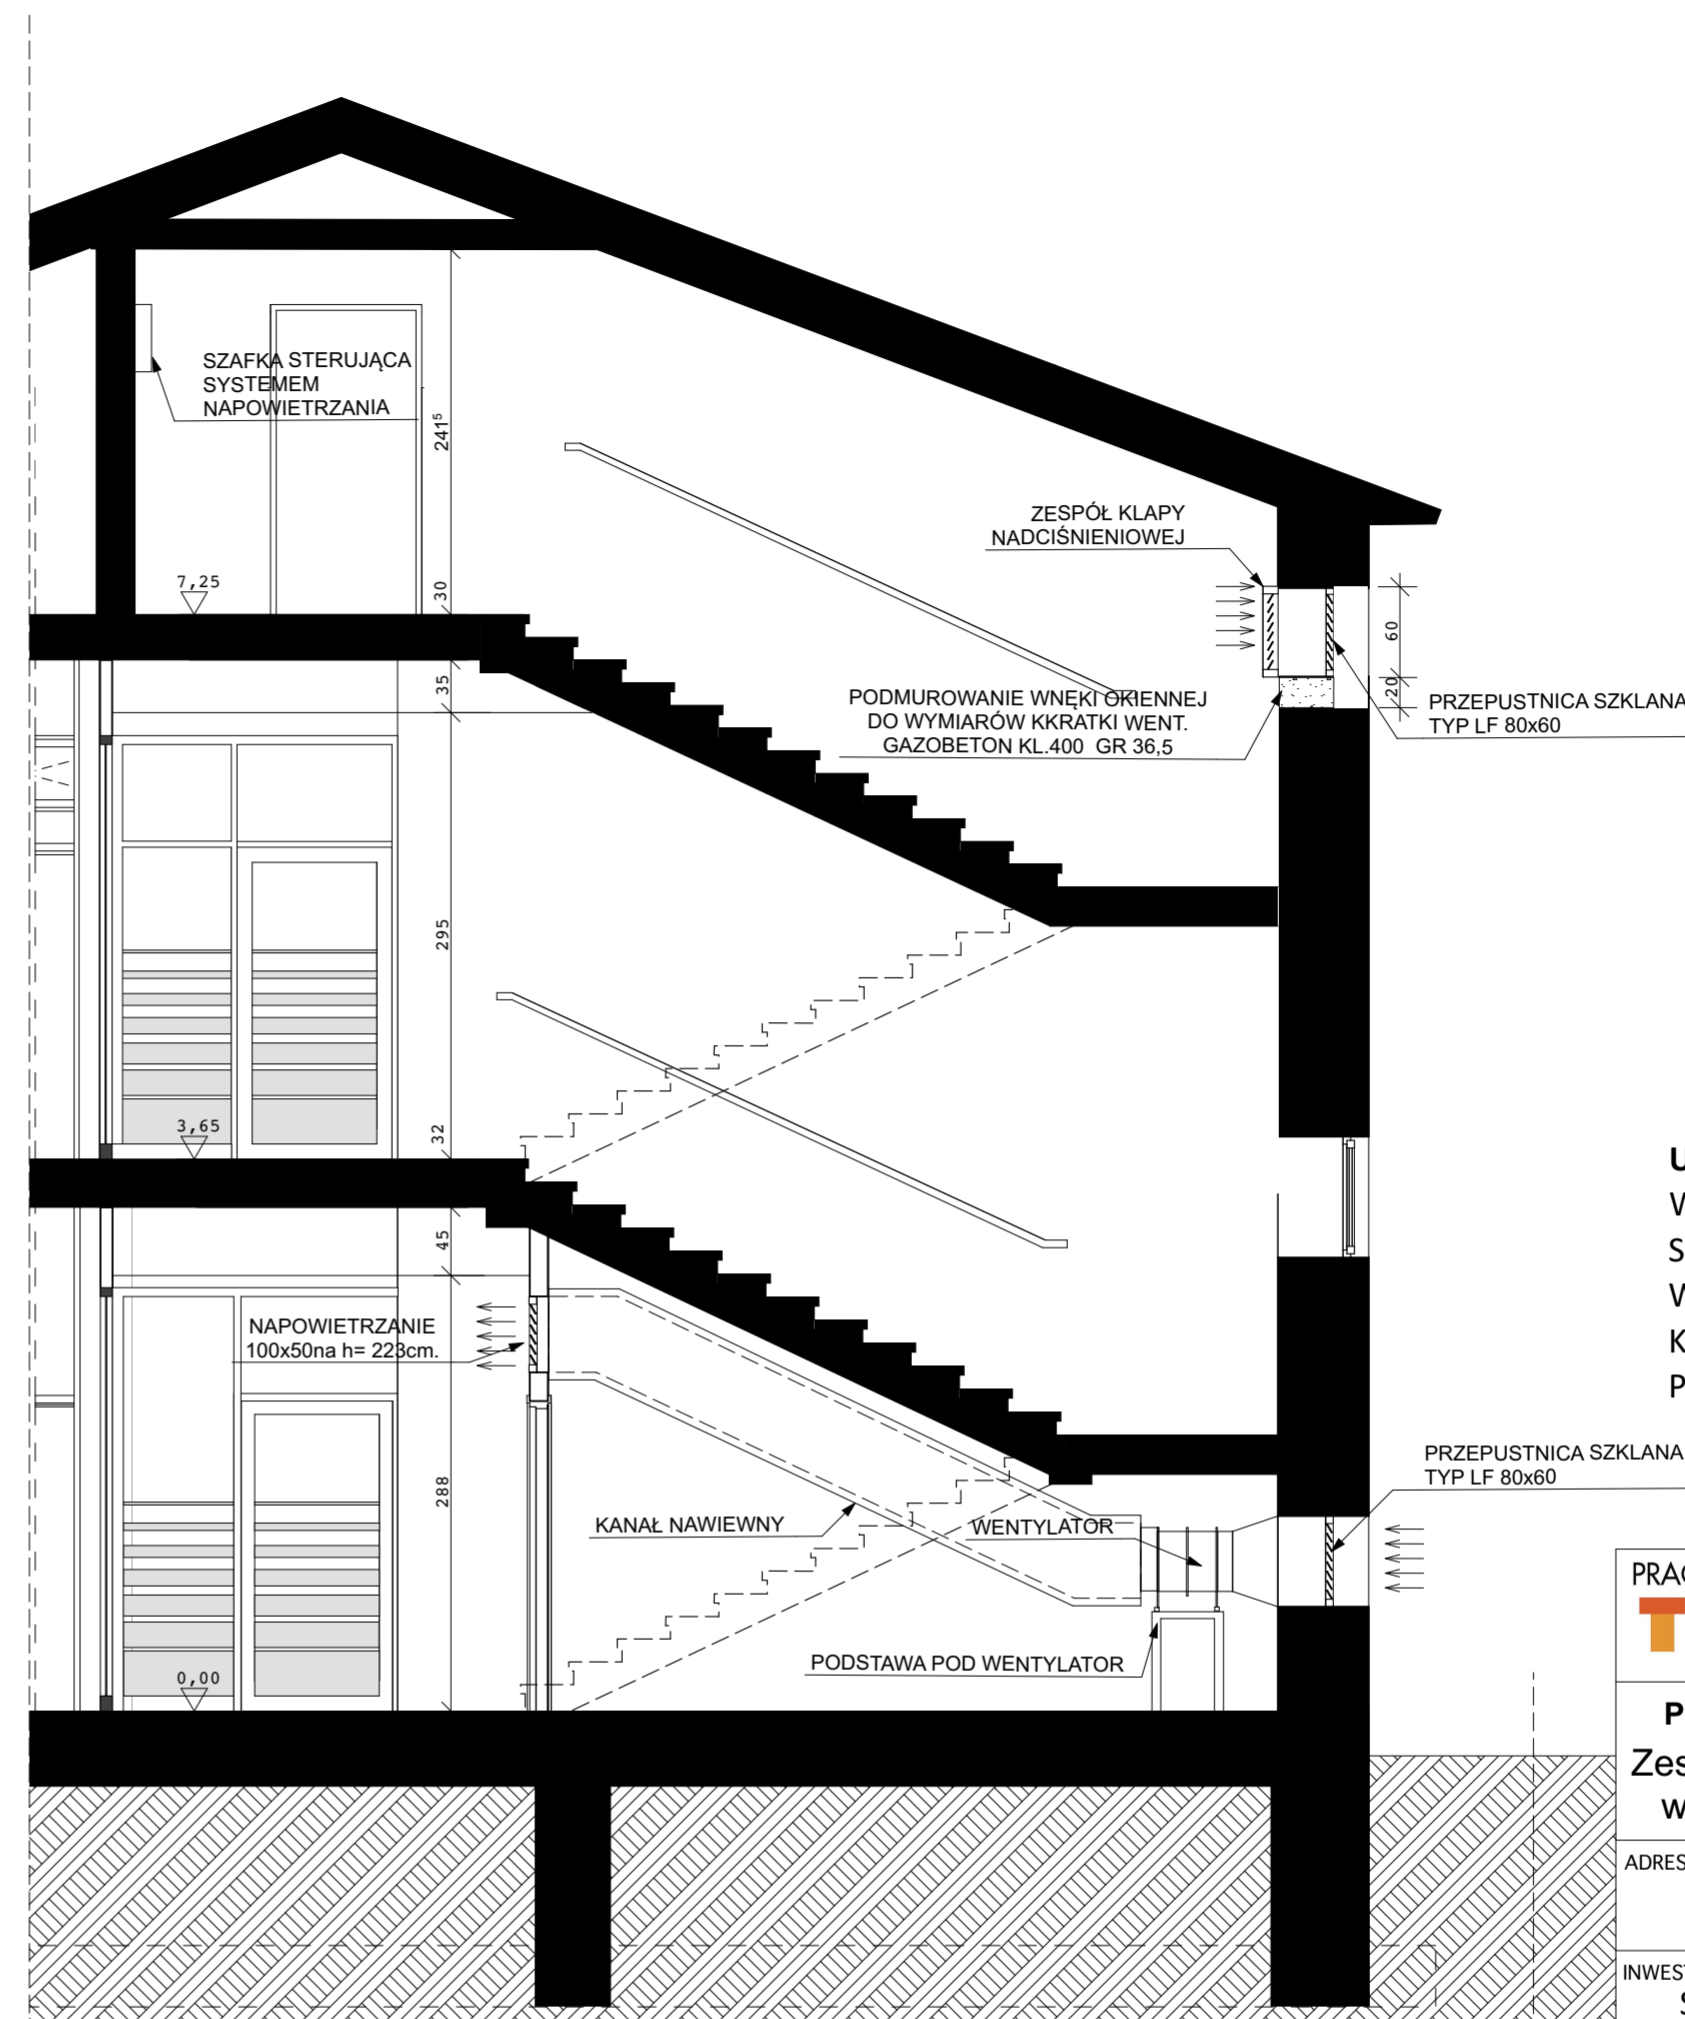 SZAFKA STERUJĄCA
SYSTEMEM
NAPOWIETRZANIA
241⁵
ZESPÓŁ KLAPY
NADCIŚNIENIOWEJ
7,25
30
60
20
35
PODMUROWANIE WNĘKI OKIENNEJ
DO WYMIARÓW KKRATKI WENT.
GAZOBETON KL.400 GR 36,5
PRZEPUSTNICA SZKLANA
TYP LF 80x60
295
3,65
32
45
U
W
S
W
K
P
NAPOWIETRZANIE
100x50na h= 223cm.
PRZEPUSTNICA SZKLANA
TYP LF 80x60
288
KANAŁ NAWIEWNY
WENTYLATOR
PODSTAWA POD WENTYLATOR
0,00
PRAC
P
Zes
w
ADRES
INWEST
S